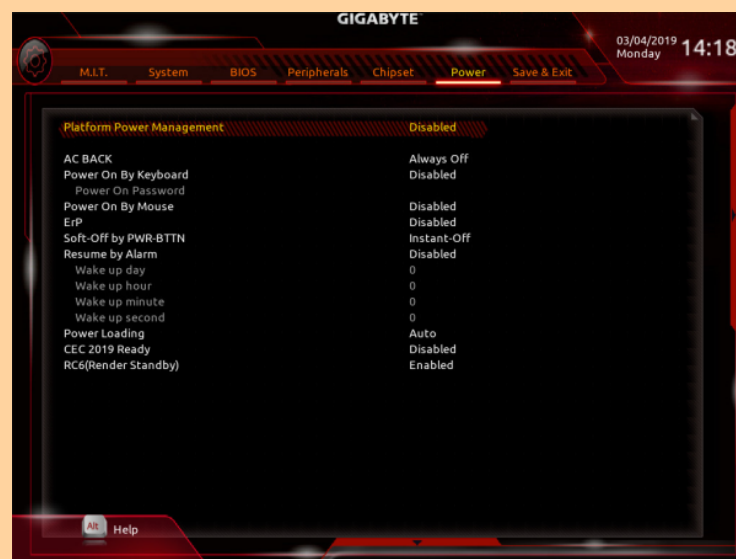 GIGABYTE™
03/04/2019 14:18
Monday
M.I.T. System BIOS Peripherals Chipset Power Save & Exit
Platform Power Management Disabled
AC BACK Always Off
Power On By Keyboard Disabled
Power On Password
Power On By Mouse Disabled
ErP Disabled
Soft-Off by PWR-BTTN Instant-Off
Resume by Alarm Disabled
Wake up day 0
Wake up hour 0
Wake up minute 0
Wake up second 0
Power Loading Auto
CEC 2019 Ready Disabled
RC6(Render Standby) Enabled
Alt Help